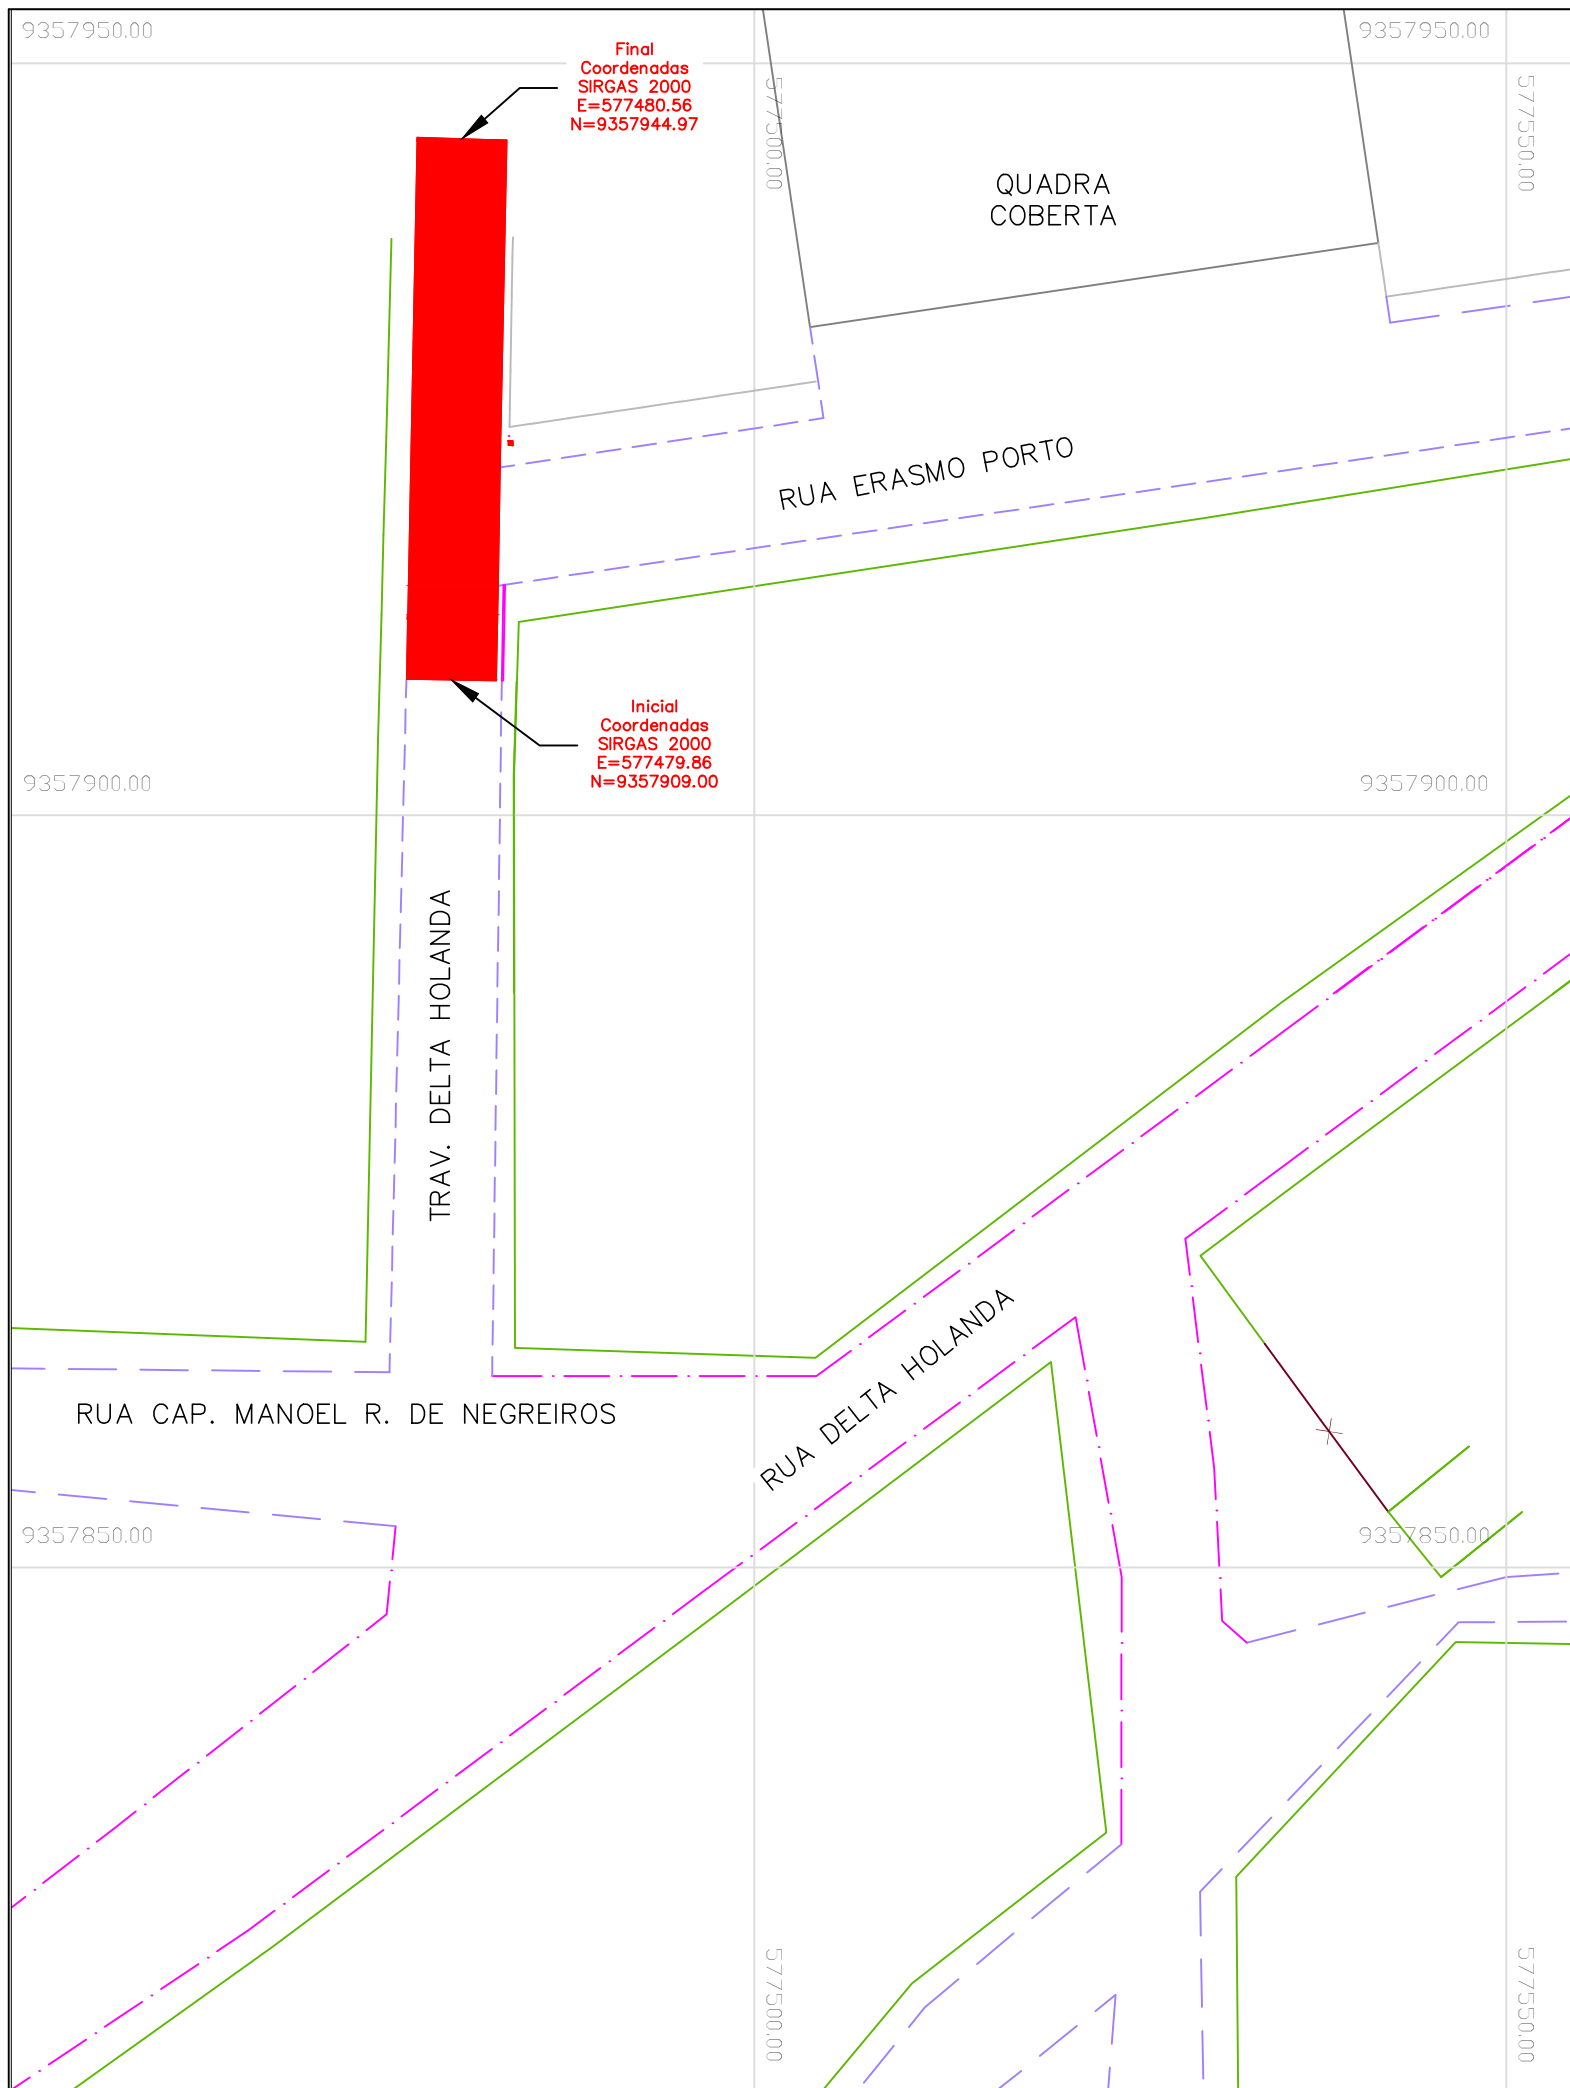 9357950.00
9357950.00
Final
Coordenadas
SIRGAS 2000
E=577480.56
N=9357944.97
577500.00
577550.00
QUADRA
COBERTA
RUA ERASMO PORTO
Inicial
Coordenadas
SIRGAS 2000
E=577479.86
N=9357909.00
9357900.00
9357900.00
TRAV. DELTA HOLANDA
RUA DELTA HOLANDA
RUA CAP. MANOEL R. DE NEGREIROS
9357850.00
9357850.00
577500.00
577550.00